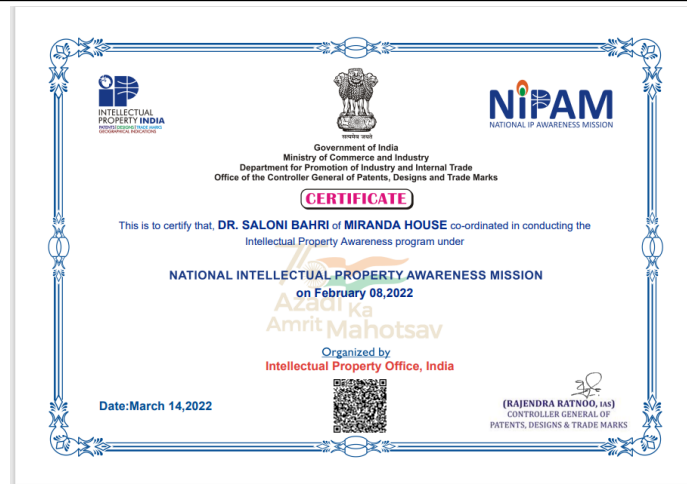 INTELLECTUAL
PROPERTY INDIA
PATENTS | DESIGNS | TRADE MARKS
GEOGRAPHICAL INDICATIONS
सत्यमेव जयते
NiPAM
NATIONAL IP AWARENESS MISSION
Government of India
Ministry of Commerce and Industry
Department for Promotion of Industry and Internal Trade
Office of the Controller General of Patents, Designs and Trade Marks
CERTIFICATE
This is to certify that, DR. SALONI BAHRI of MIRANDA HOUSE co-ordinated in conducting the
Intellectual Property Awareness program under
NATIONAL INTELLECTUAL PROPERTY AWARENESS MISSION
on February 08,2022
Azadi Ka
Amrit Mahotsav
Organized by
Intellectual Property Office, India
Date:March 14,2022
(RAJENDRA RATNOO, IAS)
CONTROLLER GENERAL OF
PATENTS, DESIGNS & TRADE MARKS